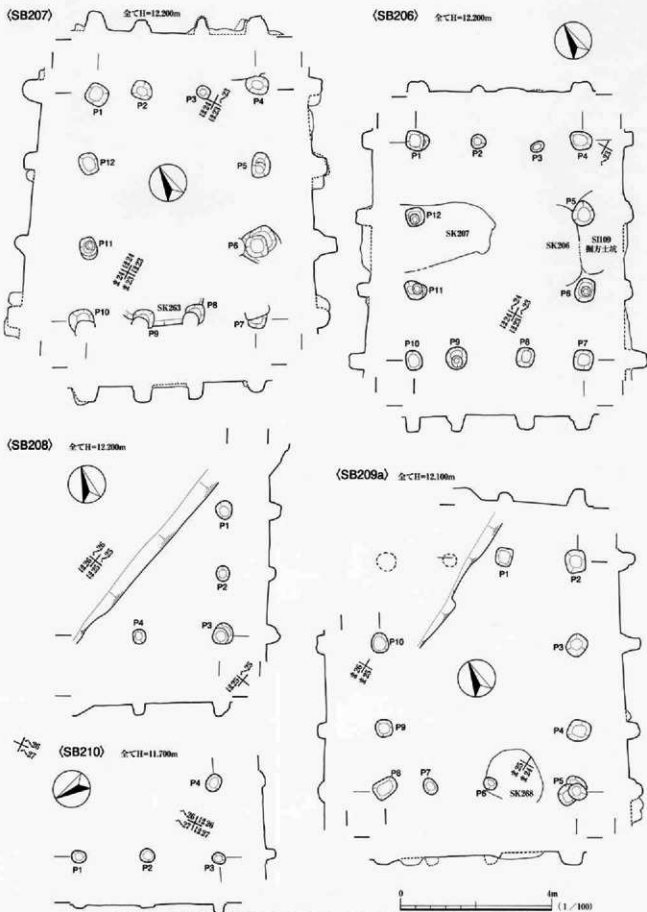 〈SB207〉 全てH=12.200m
P1
P2
P3
P4
P12
P5
P11
P6
P10
SK263
P8
P9
P7
〈SB206〉 全てH=12.200m
P1
P2
P3
P4
P12
SK207
P5
SK206
SI109
掘方土坑
P11
P6
P10
P9
P8
P7
〈SB208〉 全てH=12.200m
P1
P2
P4
P3
〈SB209a〉 全てH=12.100m
P1
P2
P10
P3
P9
P4
P8
P7
P6
SK268
P5
〈SB210〉 全てH=11.700m
P4
P1
P2
P3
0
4m
(1/100)